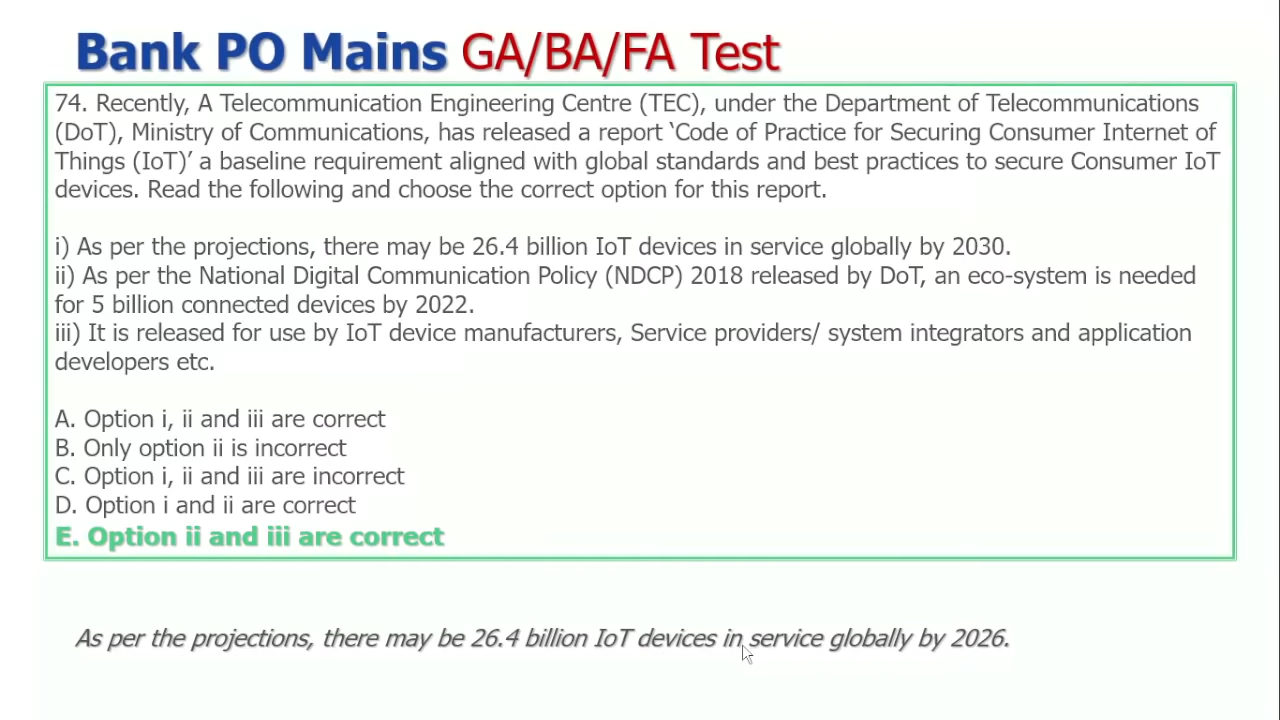 Bank PO Mains GA/BA/FA Test
74. Recently, A Telecommunication Engineering Centre (TEC), under the Department of Telecommunications
(DoT), Ministry of Communications, has released a report ‘Code of Practice for Securing Consumer Internet of
Things (IoT)’ a baseline requirement aligned with global standards and best practices to secure Consumer IoT
devices. Read the following and choose the correct option for this report.
i) As per the projections, there may be 26.4 billion IoT devices in service globally by 2030.
ii) As per the National Digital Communication Policy (NDCP) 2018 released by DoT, an eco-system is needed
for 5 billion connected devices by 2022.
iii) It is released for use by IoT device manufacturers, Service providers/ system integrators and application
developers etc.
A. Option i, ii and iii are correct
B. Only option ii is incorrect
C. Option i, ii and iii are incorrect
D. Option i and ii are correct
E. Option ii and iii are correct
As per the projections, there may be 26.4 billion IoT devices in service globally by 2026.